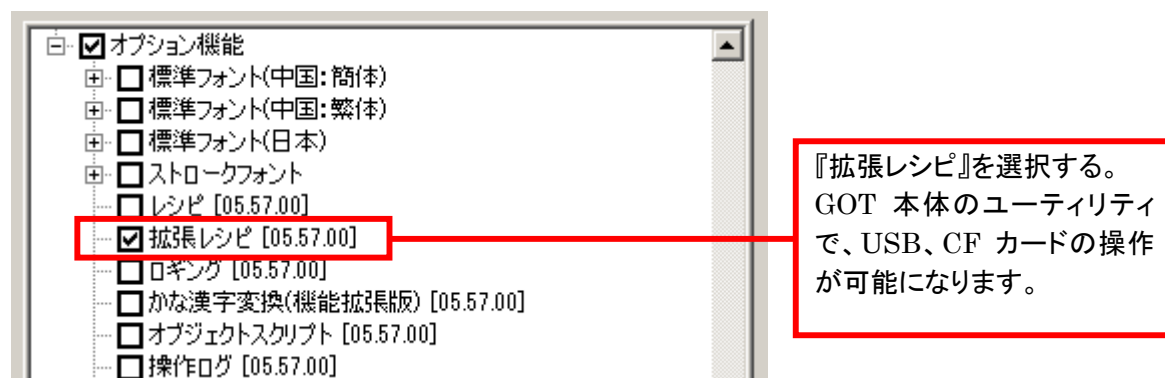 オプション機能
標準フォント(中国:簡体)
標準フォント(中国:繁体)
標準フォント(日本)
ストロークフォント
レシピ [05.57.00]
拡張レシピ [05.57.00]
ロギング [05.57.00]
かな漢字変換(機能拡張版) [05.57.00]
オブジェクトスクリプト [05.57.00]
操作ログ [05.57.00]
『拡張レシピ』を選択する。
GOT 本体のユーティリティ
で、USB、CF カードの操作
が可能になります。